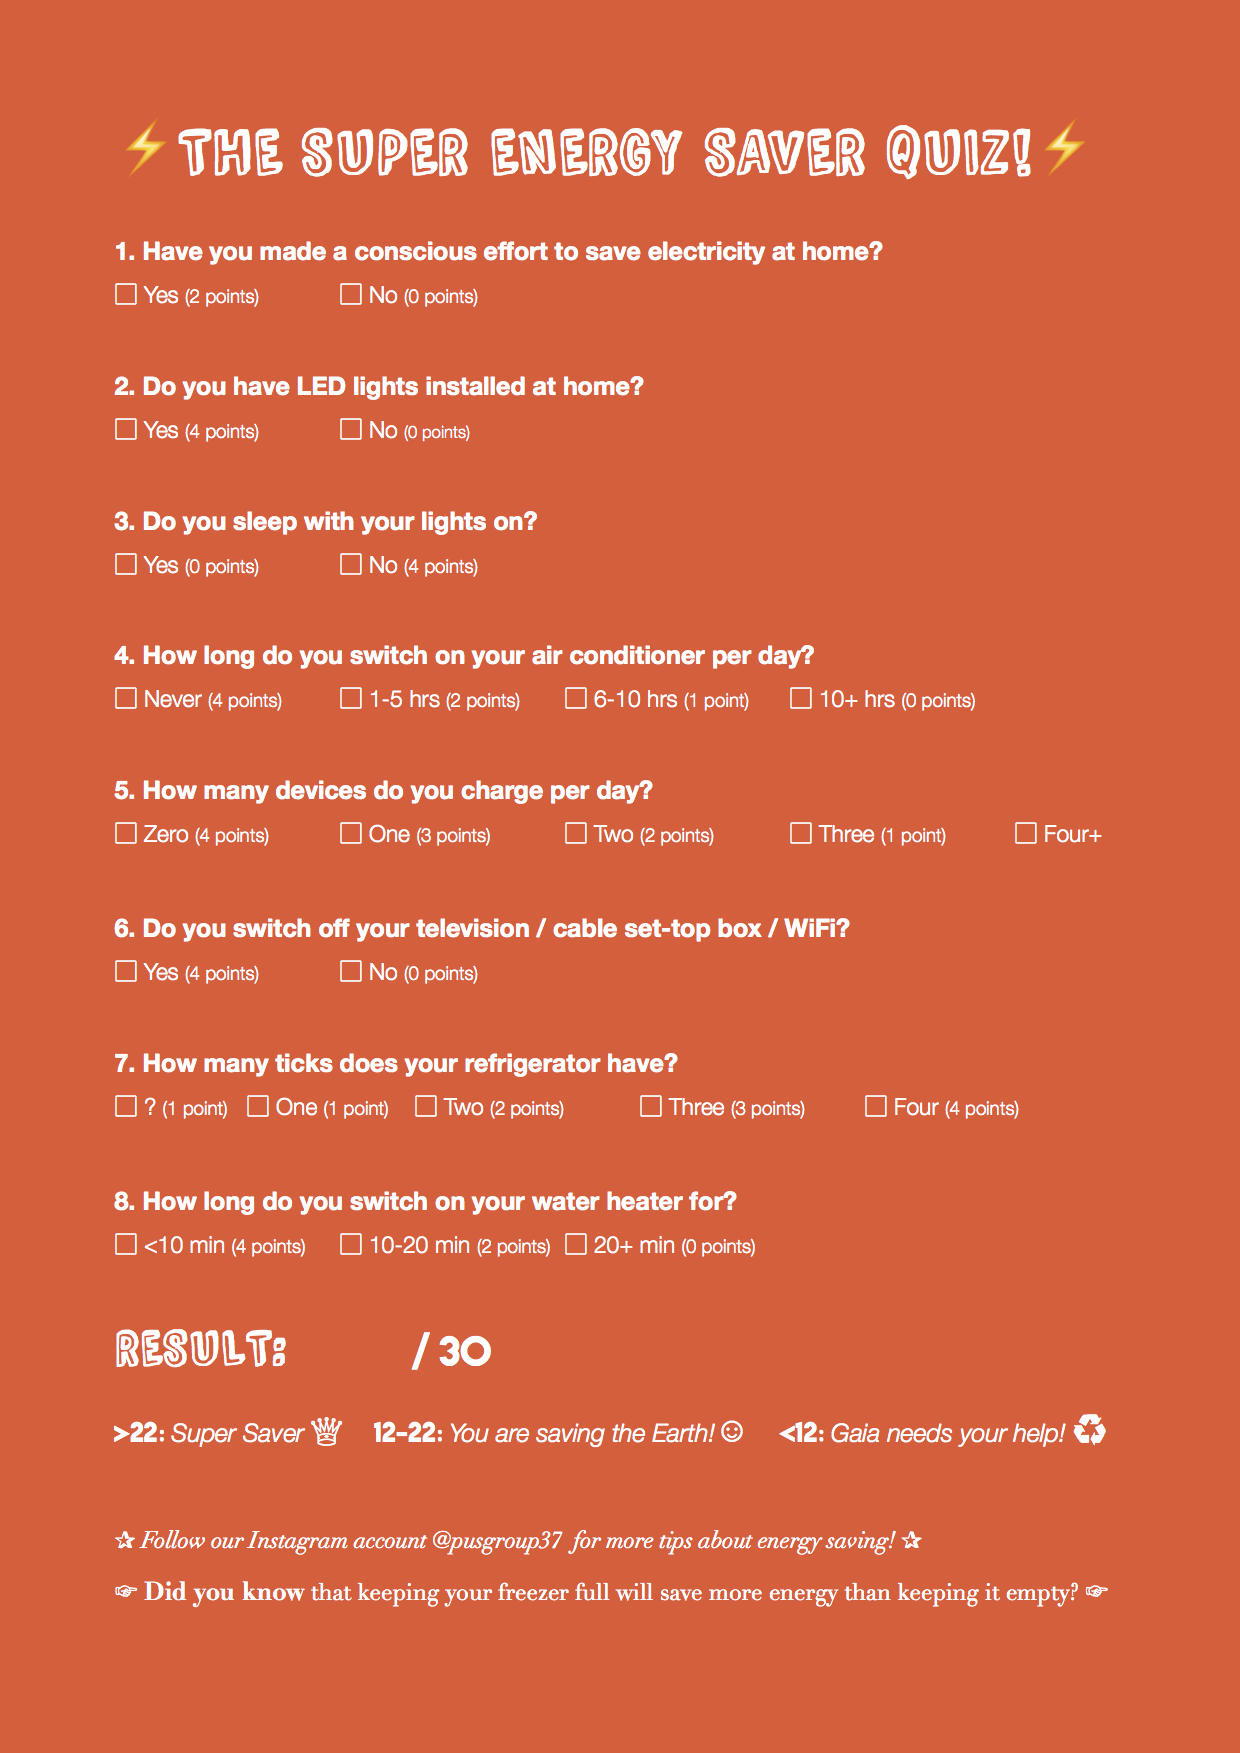 ⚡THE SUPER ENERGY SAVER QUIZ!⚡
1. Have you made a conscious effort to save electricity at home?
☐ Yes (2 points) ☐ No (0 points)
2. Do you have LED lights installed at home?
☐ Yes (4 points) ☐ No (0 points)
3. Do you sleep with your lights on?
☐ Yes (0 points) ☐ No (4 points)
4. How long do you switch on your air conditioner per day?
☐ Never (4 points) ☐ 1-5 hrs (2 points) ☐ 6-10 hrs (1 point) ☐ 10+ hrs (0 points)
5. How many devices do you charge per day?
☐ Zero (4 points) ☐ One (3 points) ☐ Two (2 points) ☐ Three (1 point) ☐ Four+
6. Do you switch off your television / cable set-top box / WiFi?
☐ Yes (4 points) ☐ No (0 points)
7. How many ticks does your refrigerator have?
☐ ? (1 point) ☐ One (1 point) ☐ Two (2 points) ☐ Three (3 points) ☐ Four (4 points)
8. How long do you switch on your water heater for?
☐ <10 min (4 points) ☐ 10-20 min (2 points) ☐ 20+ min (0 points)
RESULT: / 30
>22: Super Saver ♕ 12-22: You are saving the Earth! ☺ <12: Gaia needs your help! ♻
✰ Follow our Instagram account @pusgroup37 for more tips about energy saving! ✰
☞ Did you know that keeping your freezer full will save more energy than keeping it empty? ☞